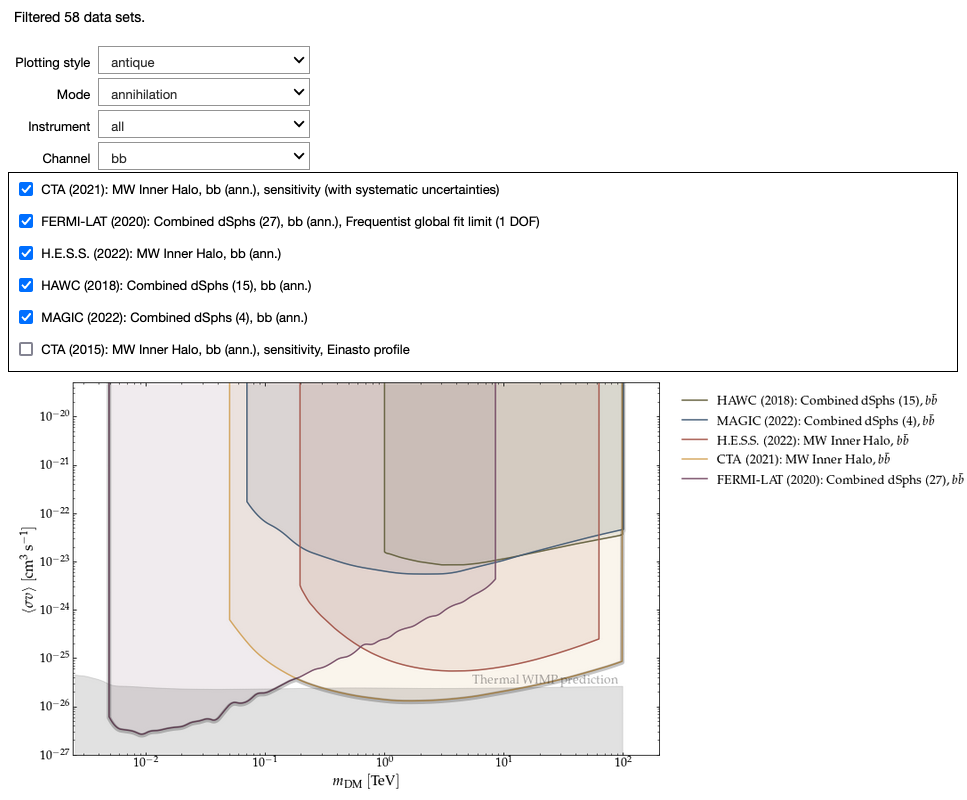 Filtered 58 data sets.
Plotting style antique
Mode annihilation
Instrument all
Channel bb
CTA (2021): MW Inner Halo, bb (ann.), sensitivity (with systematic uncertainties)
FERMI-LAT (2020): Combined dSphs (27), bb (ann.), Frequentist global fit limit (1 DOF)
H.E.S.S. (2022): MW Inner Halo, bb (ann.)
HAWC (2018): Combined dSphs (15), bb (ann.)
MAGIC (2022): Combined dSphs (4), bb (ann.)
CTA (2015): MW Inner Halo, bb (ann.), sensitivity, Einasto profile
HAWC (2018): Combined dSphs (15), bb̄
MAGIC (2022): Combined dSphs (4), bb̄
H.E.S.S. (2022): MW Inner Halo, bb̄
CTA (2021): MW Inner Halo, bb̄
FERMI-LAT (2020): Combined dSphs (27), bb̄
⟨σv⟩ [cm³ s⁻¹]
10⁻²⁰
10⁻²¹
10⁻²²
10⁻²³
10⁻²⁴
10⁻²⁵
10⁻²⁶
10⁻²⁷
Thermal WIMP prediction
10⁻² 10⁻¹ 10⁰ 10¹ 10²
m_DM [TeV]